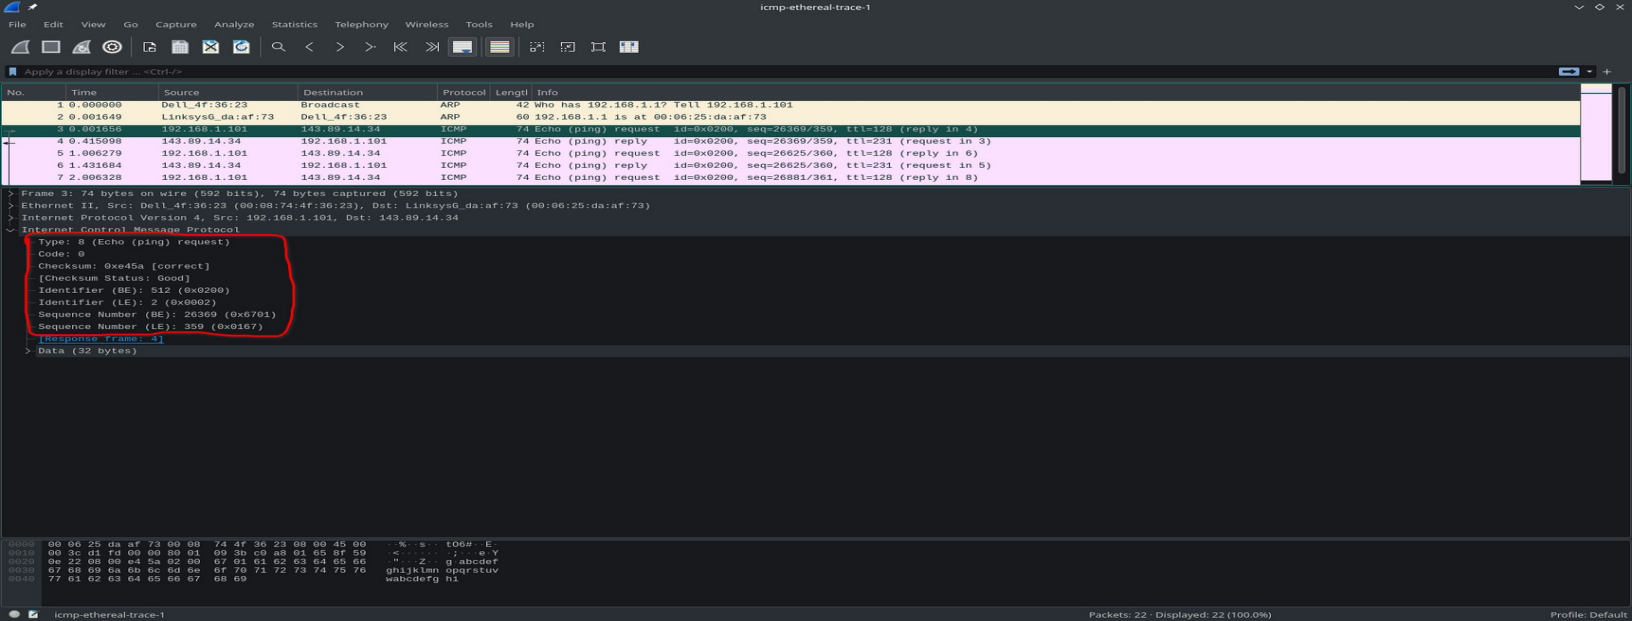 icmp-ethereal-trace-1
File Edit View Go Capture Analyze Statistics Telephony Wireless Tools Help
Apply a display filter ... <Ctrl-/>
No. Time Source Destination Protocol Lengtl Info
1 0.000000 Dell_4f:36:23 Broadcast ARP 42 Who has 192.168.1.1? Tell 192.168.1.101
2 0.001649 LinksysG_da:af:73 Dell_4f:36:23 ARP 60 192.168.1.1 is at 00:06:25:da:af:73
3 0.001656 192.168.1.101 143.89.14.34 ICMP 74 Echo (ping) request id=0x0200, seq=26369/359, ttl=128 (reply in 4)
4 0.415098 143.89.14.34 192.168.1.101 ICMP 74 Echo (ping) reply id=0x0200, seq=26369/359, ttl=231 (request in 3)
5 1.006279 192.168.1.101 143.89.14.34 ICMP 74 Echo (ping) request id=0x0200, seq=26625/360, ttl=128 (reply in 6)
6 1.431684 143.89.14.34 192.168.1.101 ICMP 74 Echo (ping) reply id=0x0200, seq=26625/360, ttl=231 (request in 5)
7 2.006328 192.168.1.101 143.89.14.34 ICMP 74 Echo (ping) request id=0x0200, seq=26881/361, ttl=128 (reply in 8)
Frame 3: 74 bytes on wire (592 bits), 74 bytes captured (592 bits)
Ethernet II, Src: Dell_4f:36:23 (00:08:74:4f:36:23), Dst: LinksysG_da:af:73 (00:06:25:da:af:73)
Internet Protocol Version 4, Src: 192.168.1.101, Dst: 143.89.14.34
Internet Control Message Protocol
Type: 8 (Echo (ping) request)
Code: 0
Checksum: 0xe45a [correct]
[Checksum Status: Good]
Identifier (BE): 512 (0x0200)
Identifier (LE): 2 (0x0002)
Sequence Number (BE): 26369 (0x6701)
Sequence Number (LE): 359 (0x0167)
[Response frame: 4]
Data (32 bytes)
0000 00 06 25 da af 73 00 08 74 4f 36 23 08 00 45 00 ··%··s·· tO6#··E·
0010 00 3c d1 fd 00 00 80 01 09 3b c0 a8 01 65 8f 59 ·<······ ·;···e·Y
0020 0e 22 08 00 e4 5a 02 00 67 01 61 62 63 64 65 66 ·"···Z·· g·abcdef
0030 67 68 69 6a 6b 6c 6d 6e 6f 70 71 72 73 74 75 76 ghijklmn opqrstuv
0040 77 61 62 63 64 65 66 67 68 69 wabcdefg hi
icmp-ethereal-trace-1 Packets: 22 · Displayed: 22 (100.0%) Profile: Default